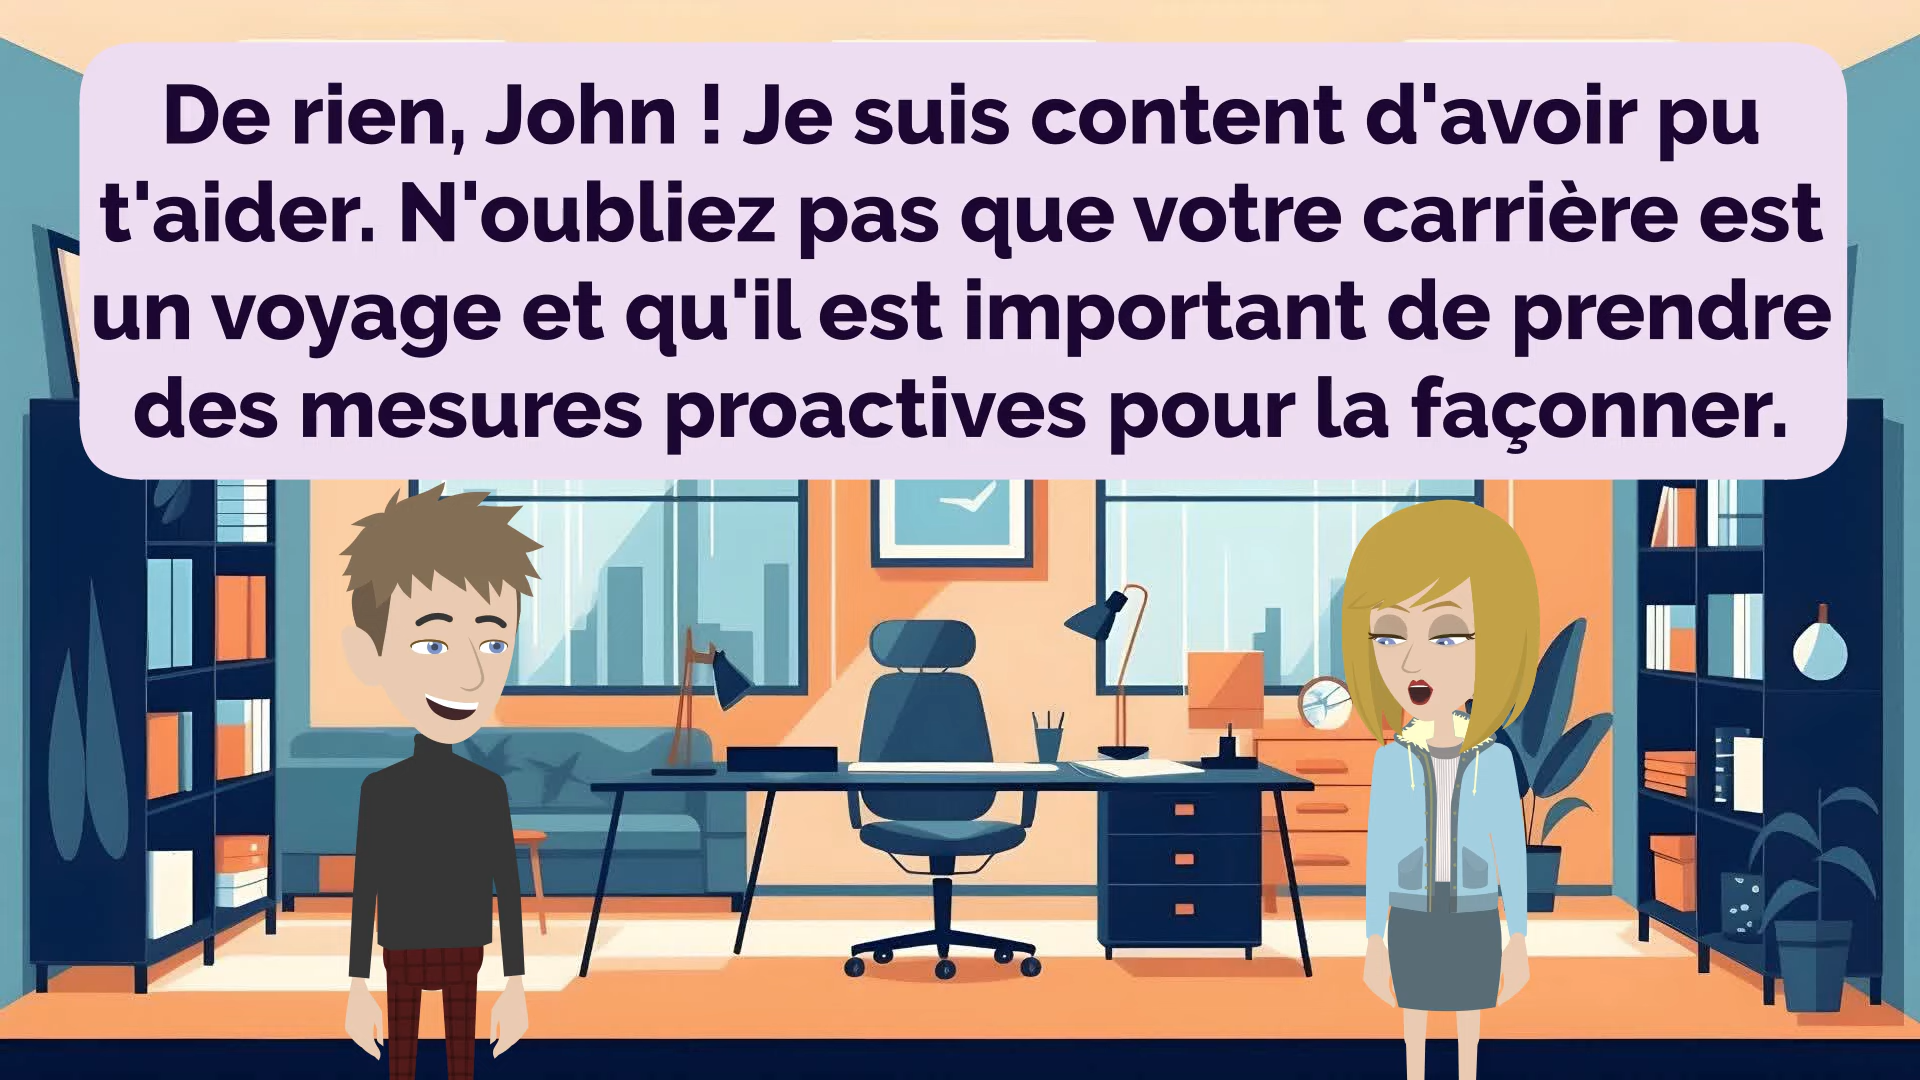 De rien, John ! Je suis content d'avoir pu
t'aider. N'oubliez pas que votre carrière est
un voyage et qu'il est important de prendre
des mesures proactives pour la façonner.